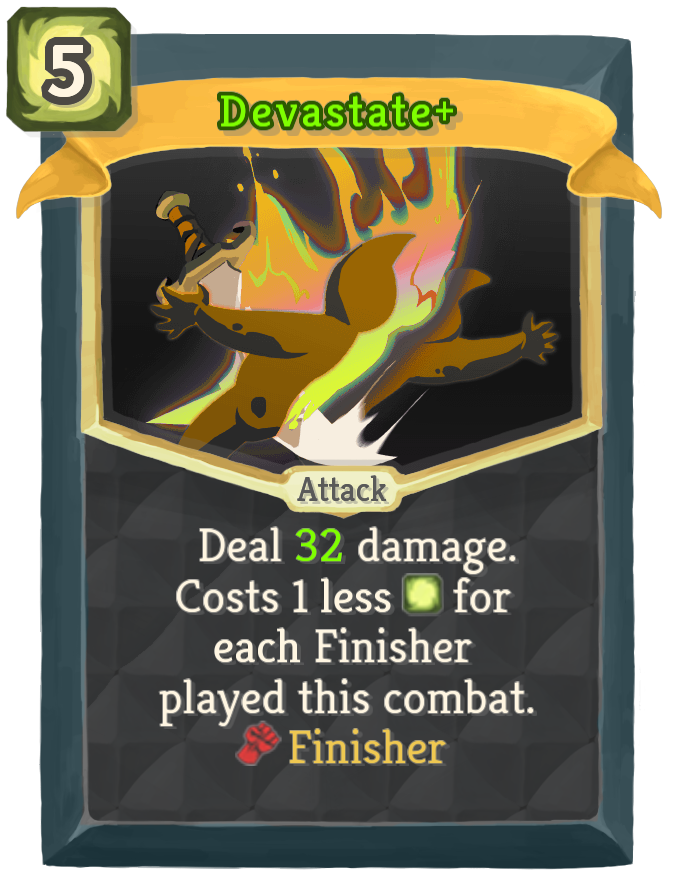 5
Devastate+
Attack
Deal 32 damage.
Costs 1 less for
each Finisher
played this combat.
Finisher